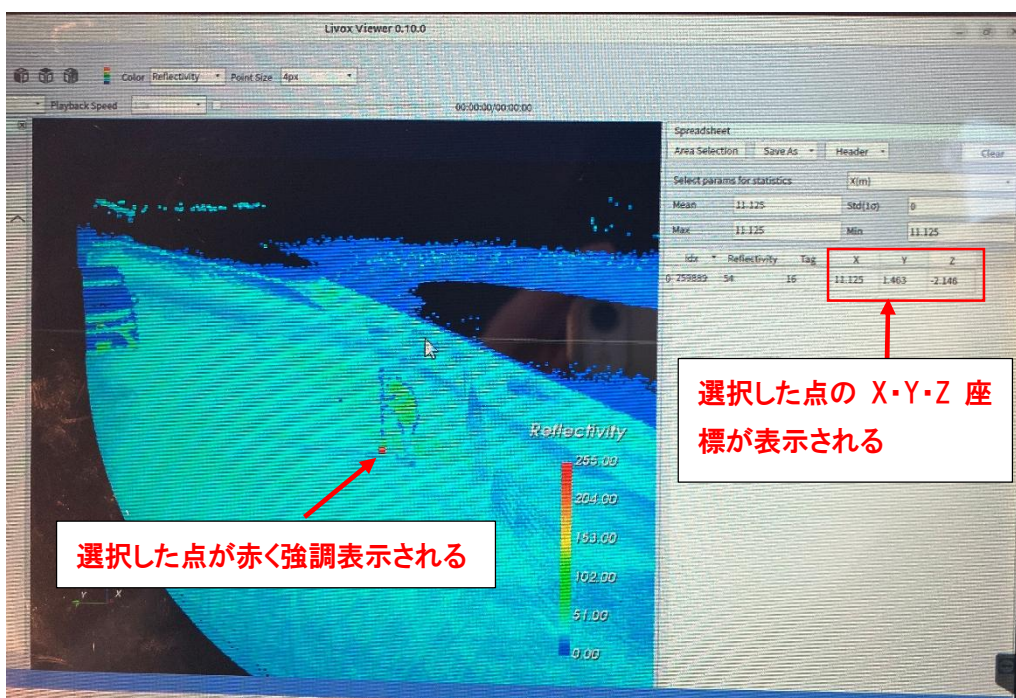 Livox Viewer 0.10.0
Color Reflectivity Point Size 4px
Playback Speed 00:00:00/00:00:00
Spreadsheet
Area Selection Save As Header Clear
Select params for statistics X(m)
Mean 11.125 Std(1σ) 0
Max 11.125 Min 11.125
Idx Reflectivity Tag X Y Z
0 259889 54 16 11.125 1.463 -2.146
選択した点の X・Y・Z 座
標が表示される
Reflectivity
255.00
204.00
153.00
102.00
51.00
0.00
選択した点が赤く強調表示される
Y X